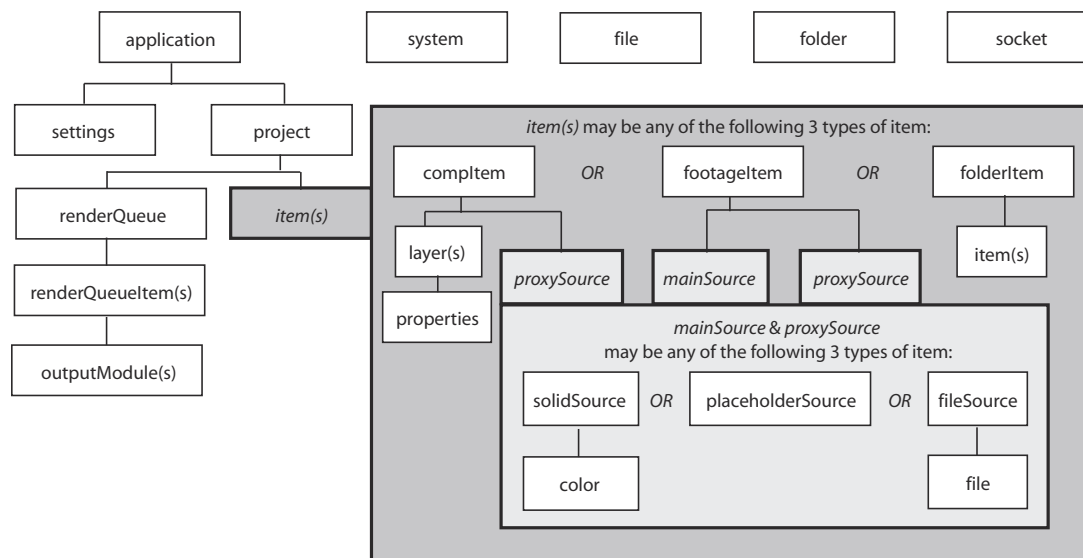 application
system
file
folder
socket
settings
project
item(s) may be any of the following 3 types of item:
compItem
OR
footageItem
OR
folderItem
renderQueue
item(s)
layer(s)
proxySource
mainSource
proxySource
item(s)
renderQueueItem(s)
properties
mainSource & proxySource
may be any of the following 3 types of item:
outputModule(s)
solidSource
OR
placeholderSource
OR
fileSource
color
file